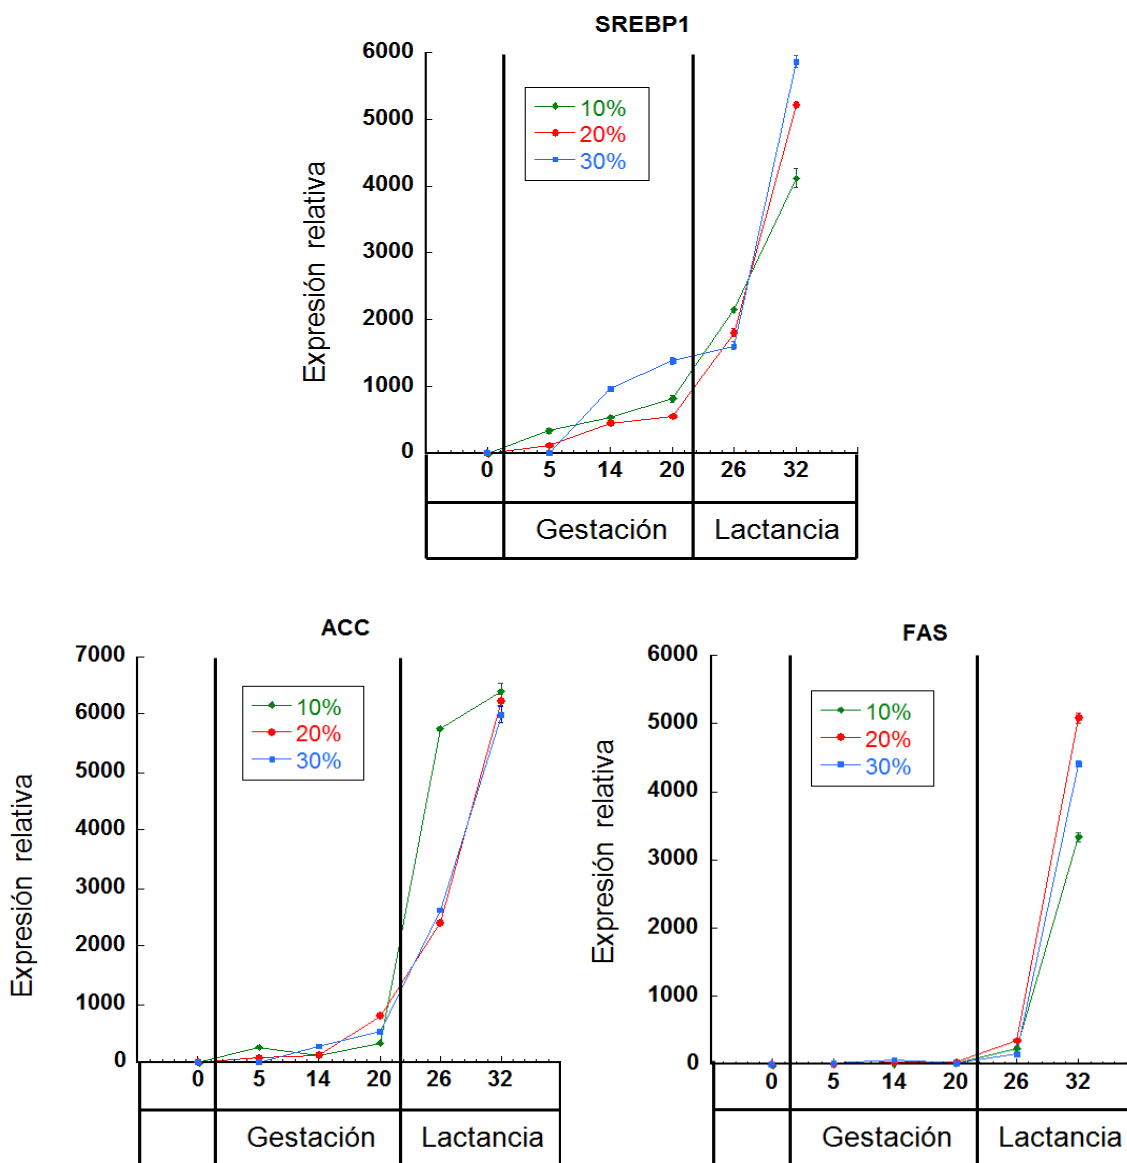 SREBP1
Expresión relativa
6000
5000
4000
3000
2000
1000
0
10%
20%
30%
0 5 14 20 26 32
Gestación Lactancia
ACC
Expresión relativa
7000
6000
5000
4000
3000
2000
1000
0
10%
20%
30%
0 5 14 20 26 32
Gestación Lactancia
FAS
Expresión relativa
6000
5000
4000
3000
2000
1000
0
10%
20%
30%
0 5 14 20 26 32
Gestación Lactancia